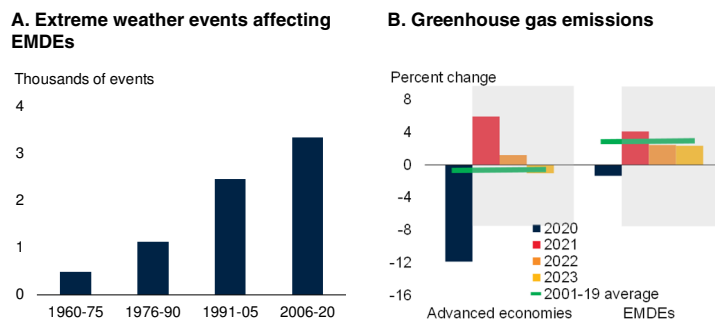 A. Extreme weather events affecting
EMDEs
Thousands of events
4
3
2
1
0
1960-75 1976-90 1991-05 2006-20
B. Greenhouse gas emissions
Percent change
8
4
0
-4
-8
-12
-16
2020
2021
2022
2023
2001-19 average
Advanced economies EMDEs